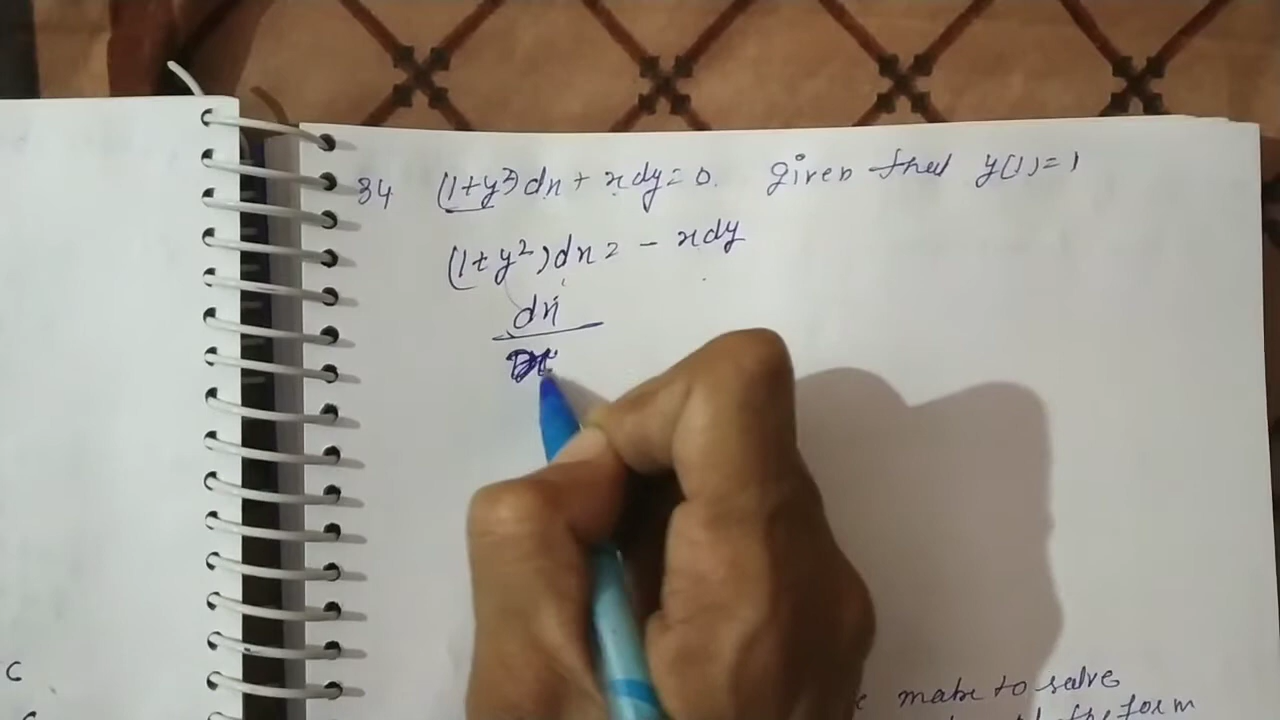 34 (1+y²)dx + xdy = 0. Given that y(1) = 1
(1+y²)dx = - xdy
dx
c
make to solve
the form